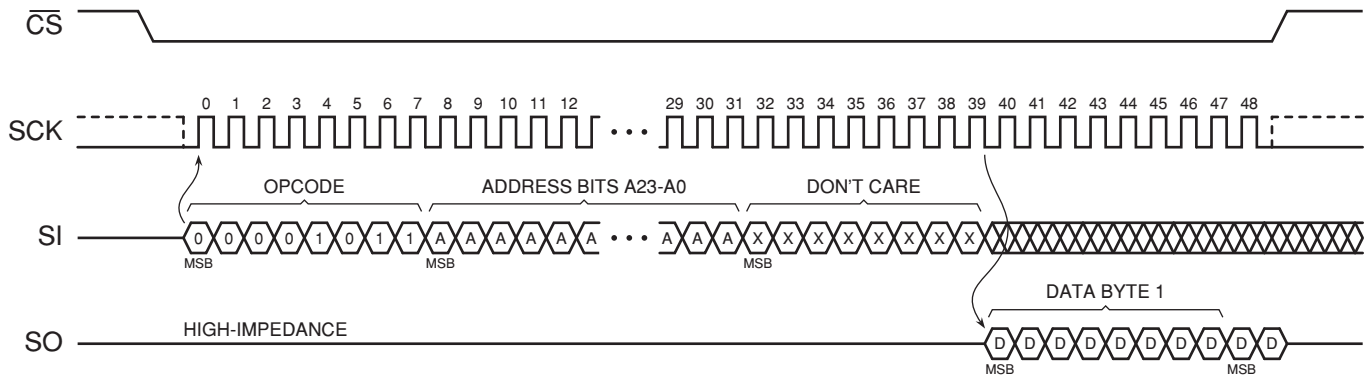 CS
0 1 2 3 4 5 6 7 8 9 10 11 12 29 30 31 32 33 34 35 36 37 38 39 40 41 42 43 44 45 46 47 48
SCK
OPCODE ADDRESS BITS A23-A0 DON'T CARE
SI 0 0 0 0 1 0 1 1 A A A A A A A A A X X X X X X X X
MSB MSB MSB
DATA BYTE 1
HIGH-IMPEDANCE
SO D D D D D D D D D D
MSB MSB